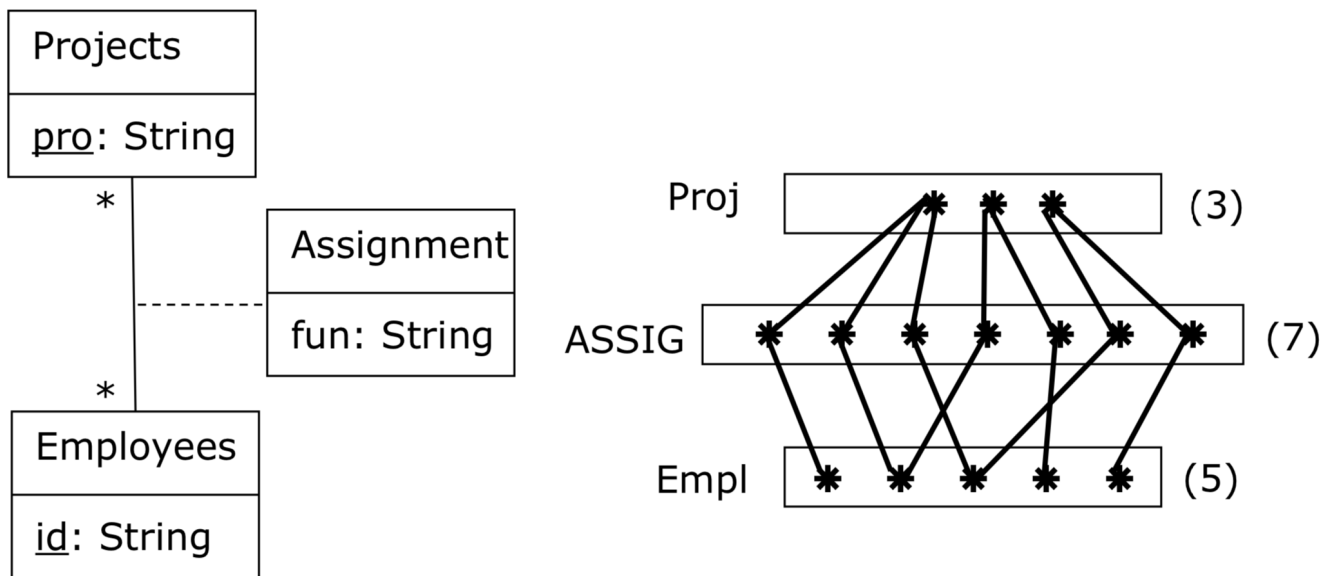 Projects
pro: String
*
Assignment
fun: String
*
Employees
id: String
Proj
(3)
ASSIG
(7)
Empl
(5)